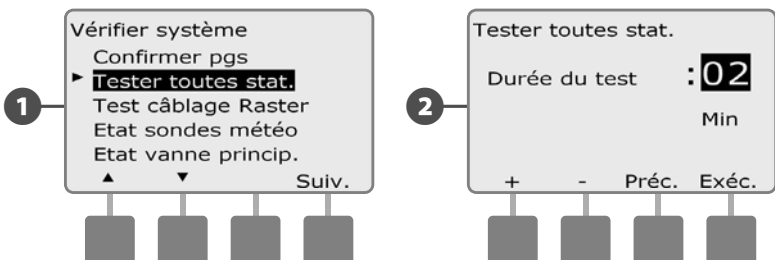 1
Vérifier système
Confirmer pgs
Tester toutes stat.
Test câblage Raster
Etat sondes météo
Etat vanne princip.
Suiv.
2
Tester toutes stat.
Durée du test :02
Min
+ - Préc. Exéc.